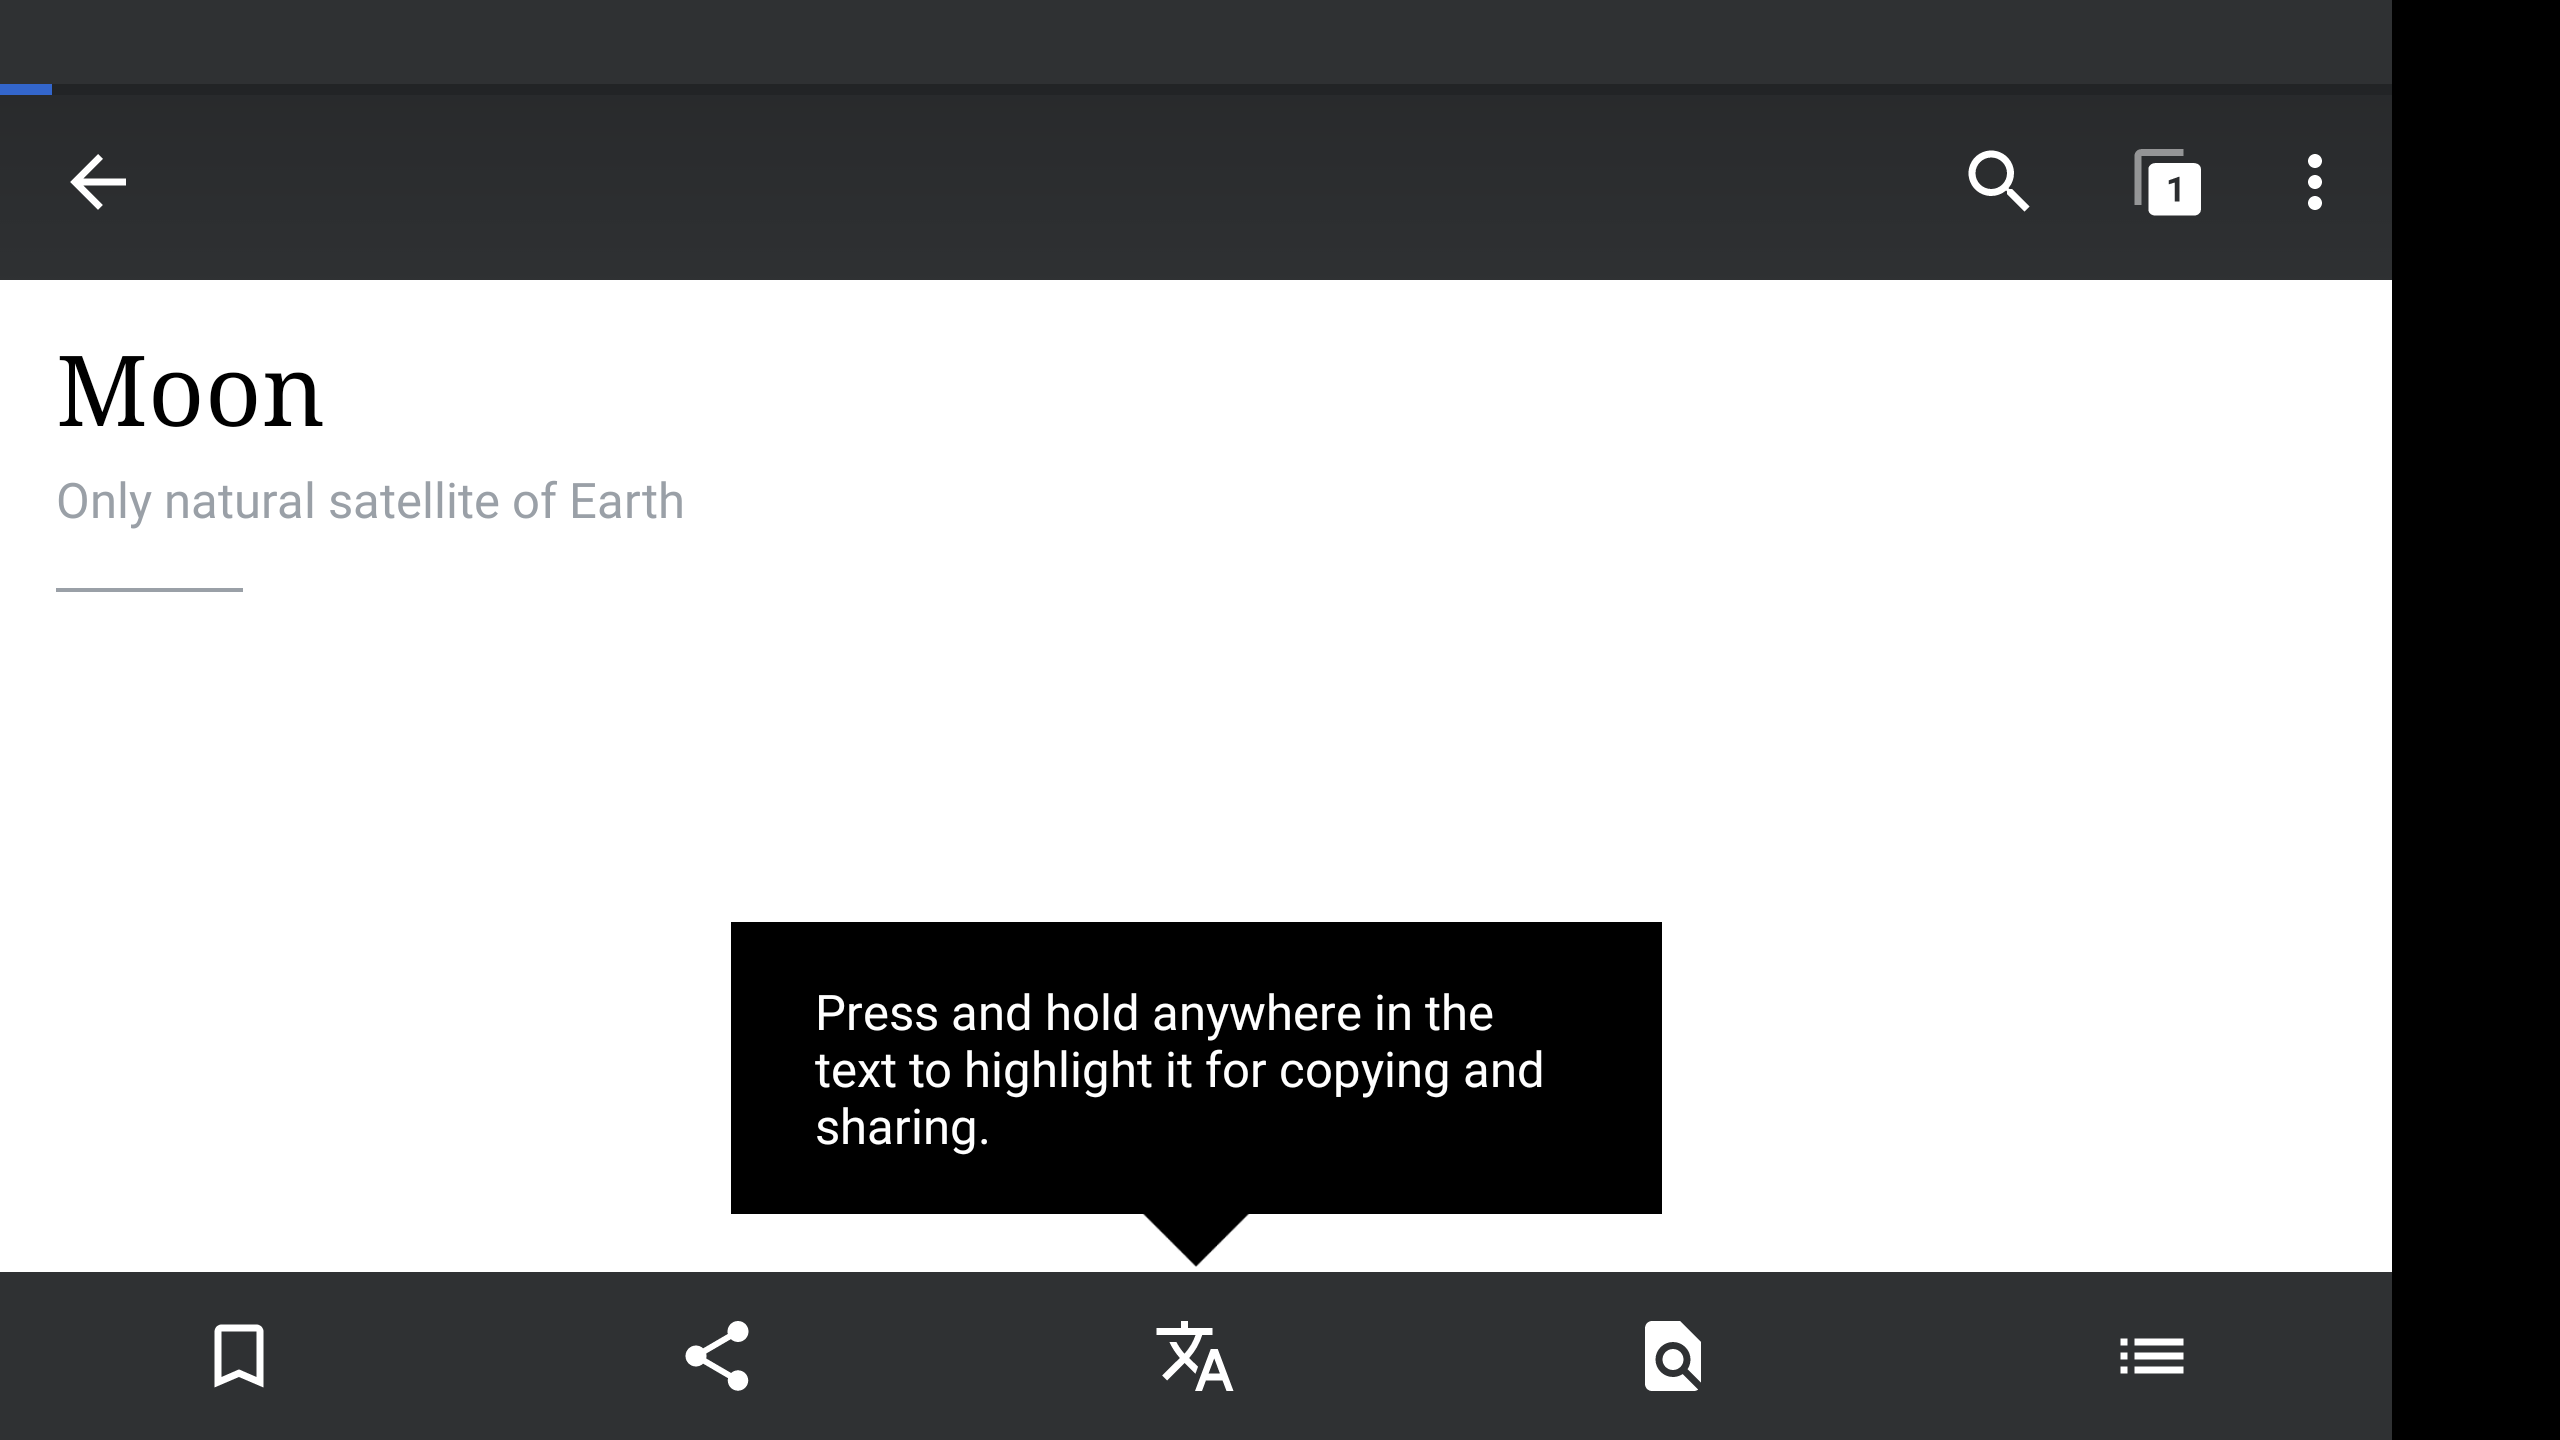 1
Moon
Only natural satellite of Earth
Press and hold anywhere in the
text to highlight it for copying and
sharing.